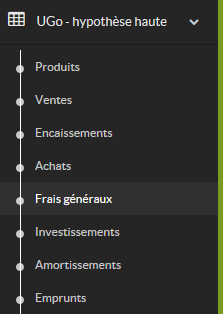 UGo - hypothèse haute
Produits
Ventes
Encaissements
Achats
Frais généraux
Investissements
Amortissements
Emprunts